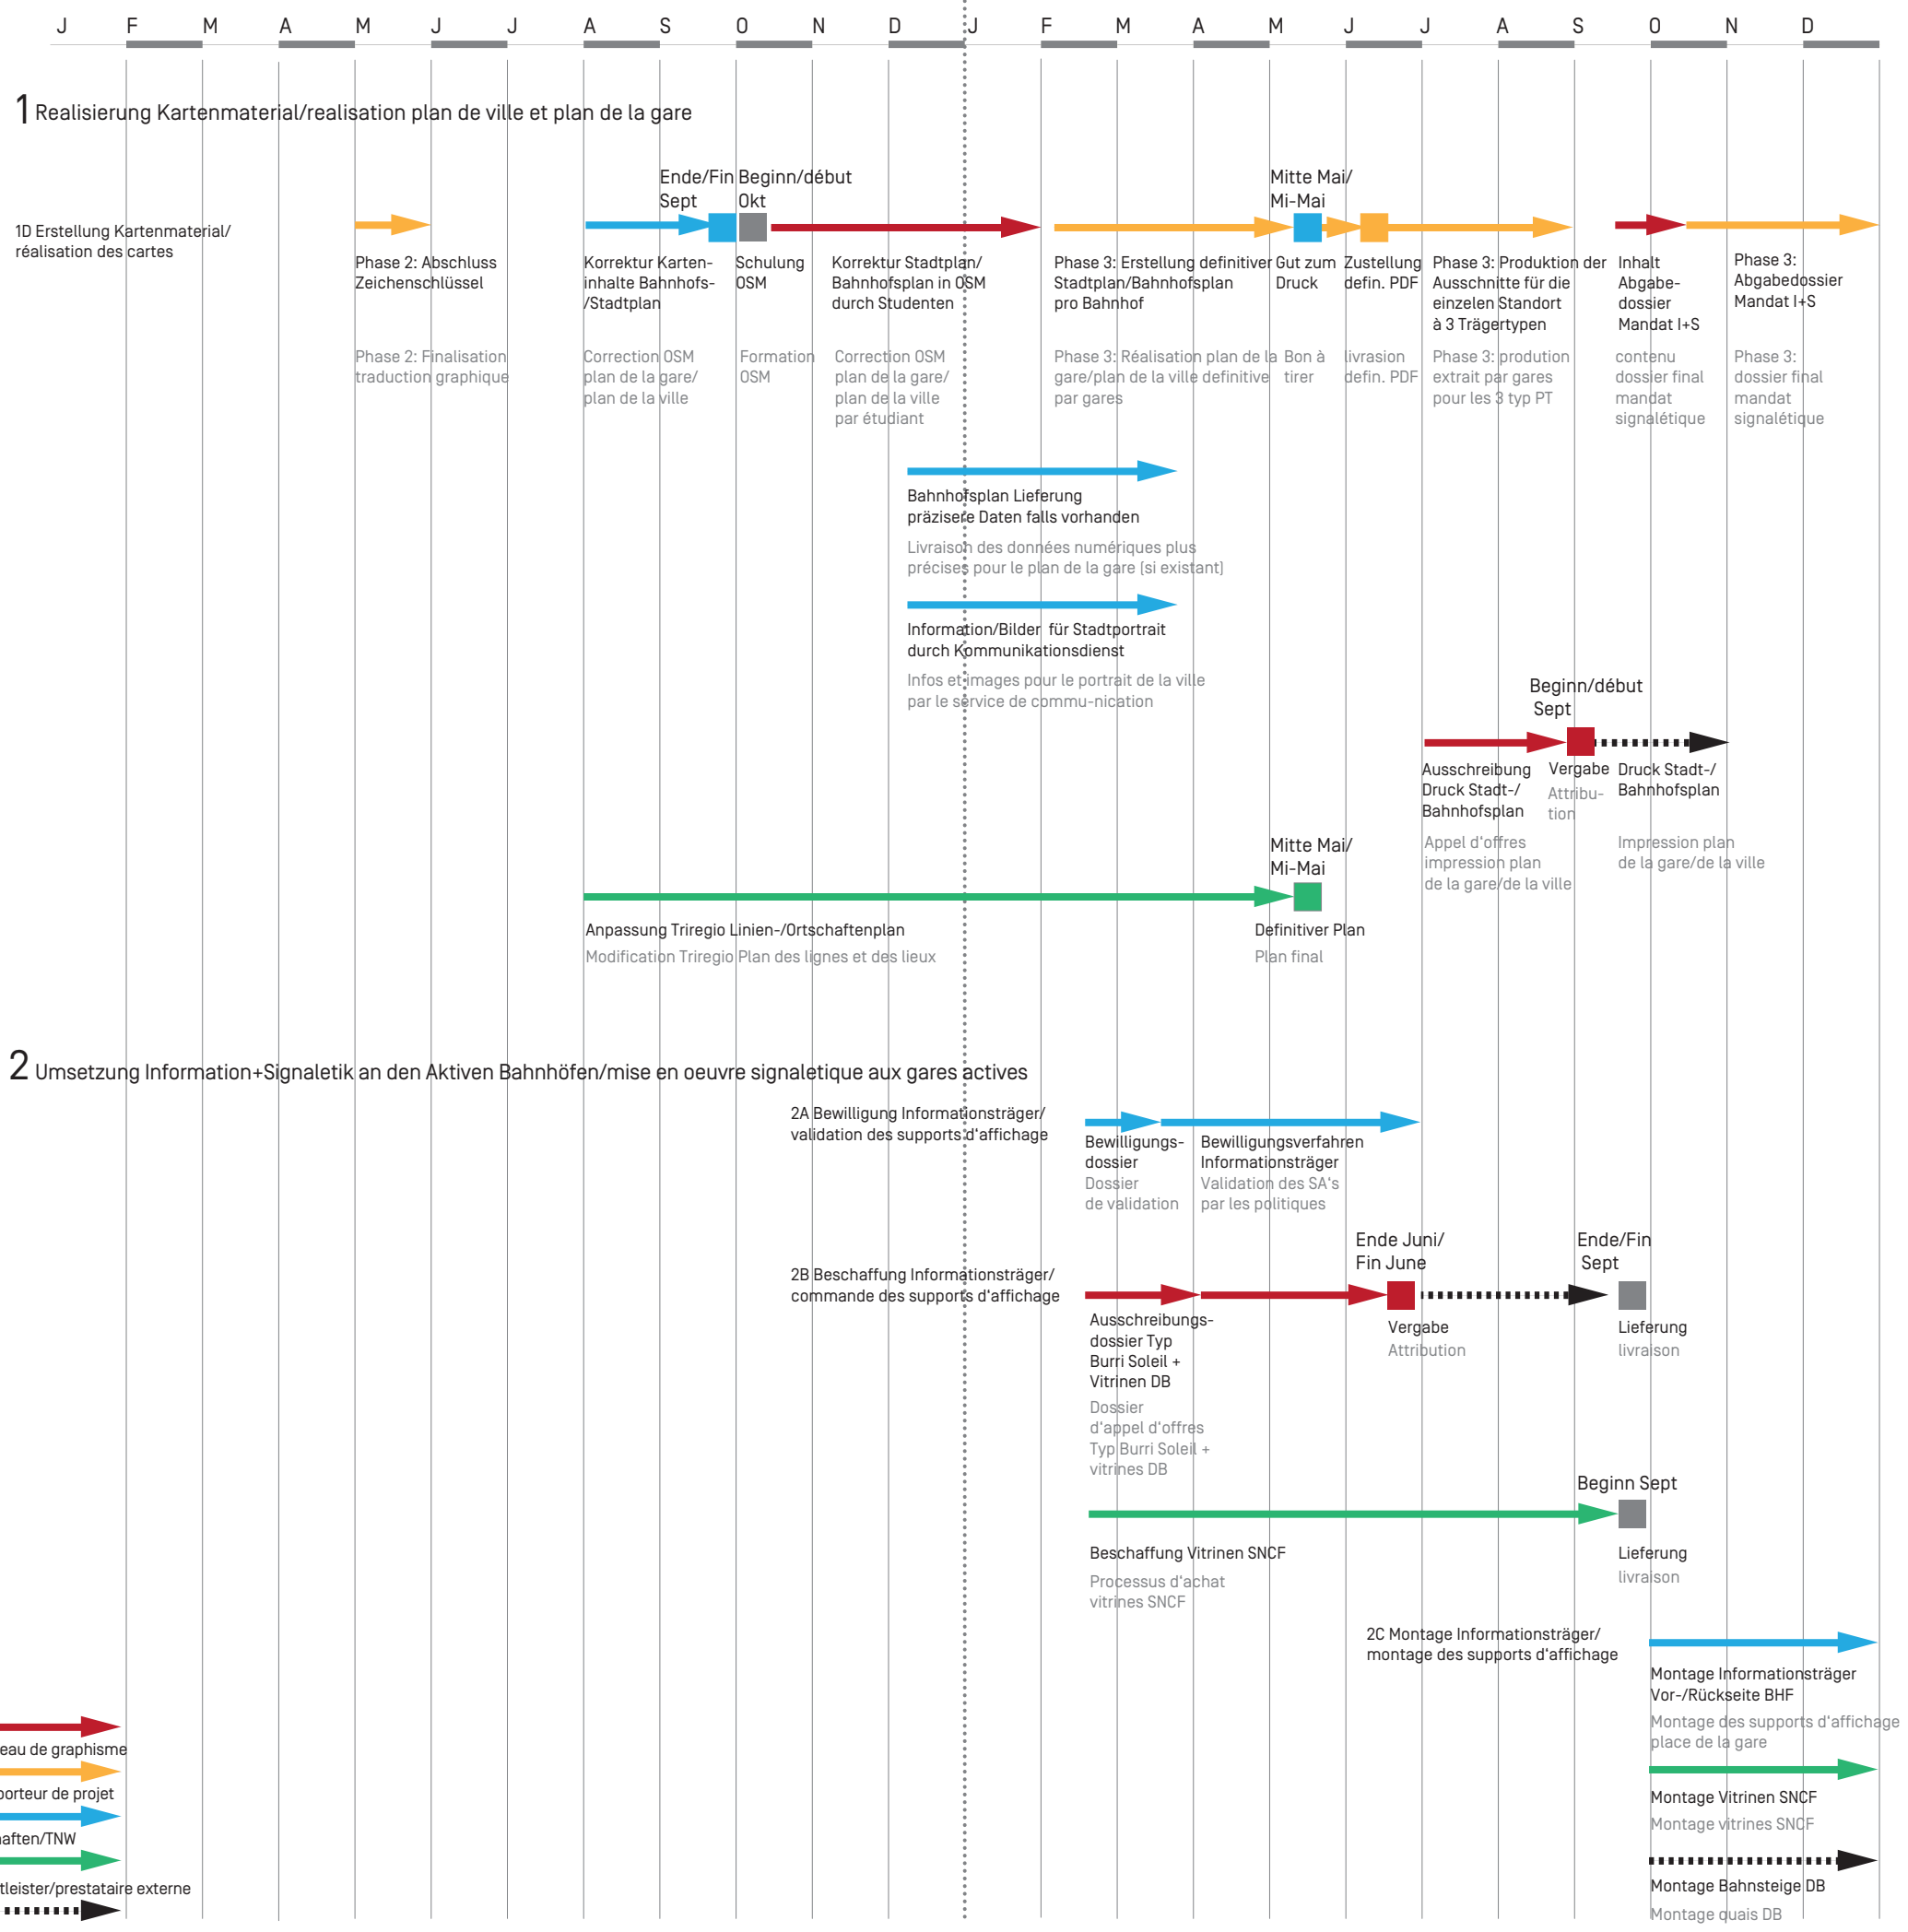 J F M A M J J A S O N D J F M A M J J A S O N D
1 Realisierung Kartenmaterial/realisation plan de ville et plan de la gare
1D Erstellung Kartenmaterial/
réalisation des cartes
Phase 2: Abschluss
Zeichenschlüssel
Phase 2: Finalisation
traduction graphique
Ende/Fin
Sept
Korrektur Karten-
inhalte Bahnhofs-
/Stadtplan
Correction OSM
plan de la gare/
plan de la ville
Beginn/début
Okt
Schulung
OSM
Formation
OSM
Korrektur Stadtplan/
Bahnhofsplan in OSM
durch Studenten
Correction OSM
plan de la gare/
plan de la ville
par étudiant
Phase 3: Erstellung definitiver
Stadtplan/Bahnhofsplan
pro Bahnhof
Phase 3: Réalisation plan de la
gare/plan de la ville definitive
par gares
Mitte Mai/
Mi-Mai
Gut zum
Druck
Bon à
tirer
Zustellung
defin. PDF
livrasion
defin. PDF
Phase 3: Produktion der
Ausschnitte für die
einzelen Standort
à 3 Trägertypen
Phase 3: prodution
extrait par gares
pour les 3 typ PT
Inhalt
Abgabe-
dossier
Mandat I+S
contenu
dossier final
mandat
signalétique
Phase 3:
Abgabedossier
Mandat I+S
Phase 3:
dossier final
mandat
signalétique
Bahnhofsplan Lieferung
präzisere Daten falls vorhanden
Livraison des données numériques plus
précises pour le plan de la gare (si existant)
Information/Bilder für Stadtportrait
durch Kommunikationsdienst
Infos et images pour le portrait de la ville
par le service de commu-nication
Beginn/début
Sept
Ausschreibung
Druck Stadt-/
Bahnhofsplan
Appel d'offres
impression plan
de la gare/de la ville
Vergabe
Attribu-
tion
Druck Stadt-/
Bahnhofsplan
Impression plan
de la gare/de la ville
Mitte Mai/
Mi-Mai
Anpassung Triregio Linien-/Ortschaftenplan
Modification Triregio Plan des lignes et des lieux
Definitiver Plan
Plan final
2 Umsetzung Information+Signaletik an den Aktiven Bahnhöfen/mise en oeuvre signaletique aux gares actives
2A Bewilligung Informationsträger/
validation des supports d'affichage
Bewilligungs-
dossier
Dossier
de validation
Bewilligungsverfahren
Informationsträger
Validation des SA's
par les politiques
2B Beschaffung Informationsträger/
commande des supports d'affichage
Ausschreibungs-
dossier Typ
Burri Soleil +
Vitrinen DB
Dossier
d'appel d'offres
Typ Burri Soleil +
vitrines DB
Ende Juni/
Fin June
Vergabe
Attribution
Ende/Fin
Sept
Lieferung
livraison
Beschaffung Vitrinen SNCF
Processus d'achat
vitrines SNCF
Beginn Sept
Lieferung
livraison
2C Montage Informationsträger/
montage des supports d'affichage
Montage Informationsträger
Vor-/Rückseite BHF
Montage des supports d'affichage
place de la gare
Montage Vitrinen SNCF
Montage vitrines SNCF
Montage Bahnsteige DB
Montage quais DB
eau de graphisme
porteur de projet
haften/TNW
tleister/prestataire externe